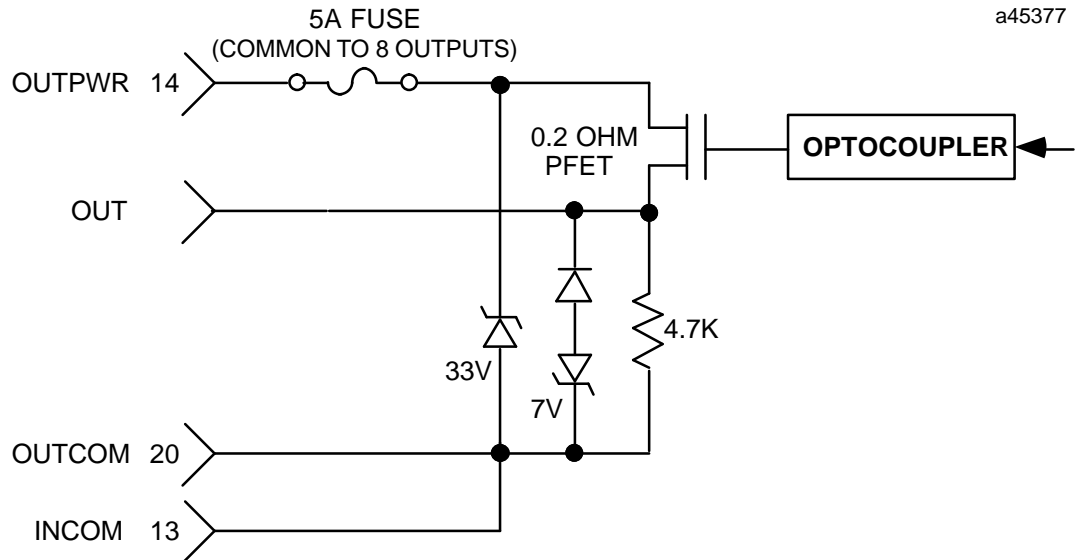 a45377
5A FUSE
(COMMON TO 8 OUTPUTS)
OUTPWR 14
0.2 OHM
PFET
OPTOCOUPLER
OUT
4.7K
33V
7V
OUTCOM 20
INCOM 13